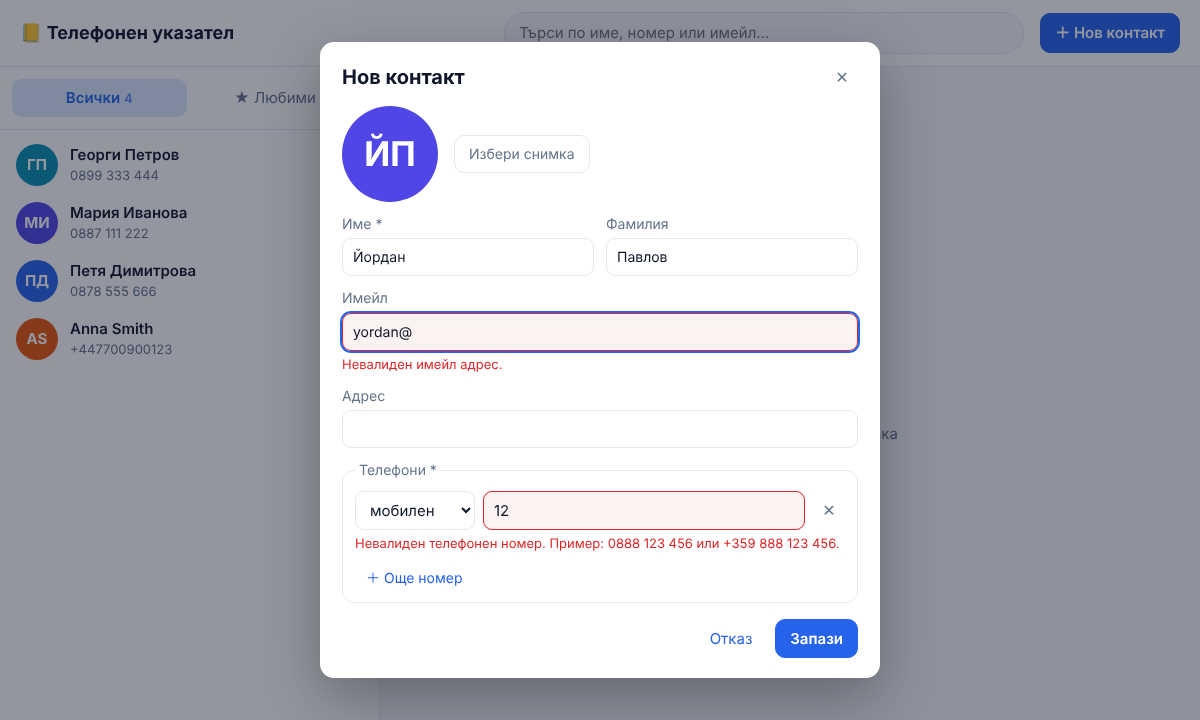 📒 Телефонен указател
Търси по име, номер или имейл...
+ Нов контакт
Всички 4
★ Любими
ГП
Георги Петров
0899 333 444
МИ
Мария Иванова
0887 111 222
ПД
Петя Димитрова
0878 555 666
AS
Anna Smith
+447700900123
ка
Нов контакт
×
ЙП
Избери снимка
Име *
Фамилия
Йордан
Павлов
Имейл
yordan@
Невалиден имейл адрес.
Адрес
Телефони *
мобилен
12
×
Невалиден телефонен номер. Пример: 0888 123 456 или +359 888 123 456.
+ Още номер
Отказ
Запази